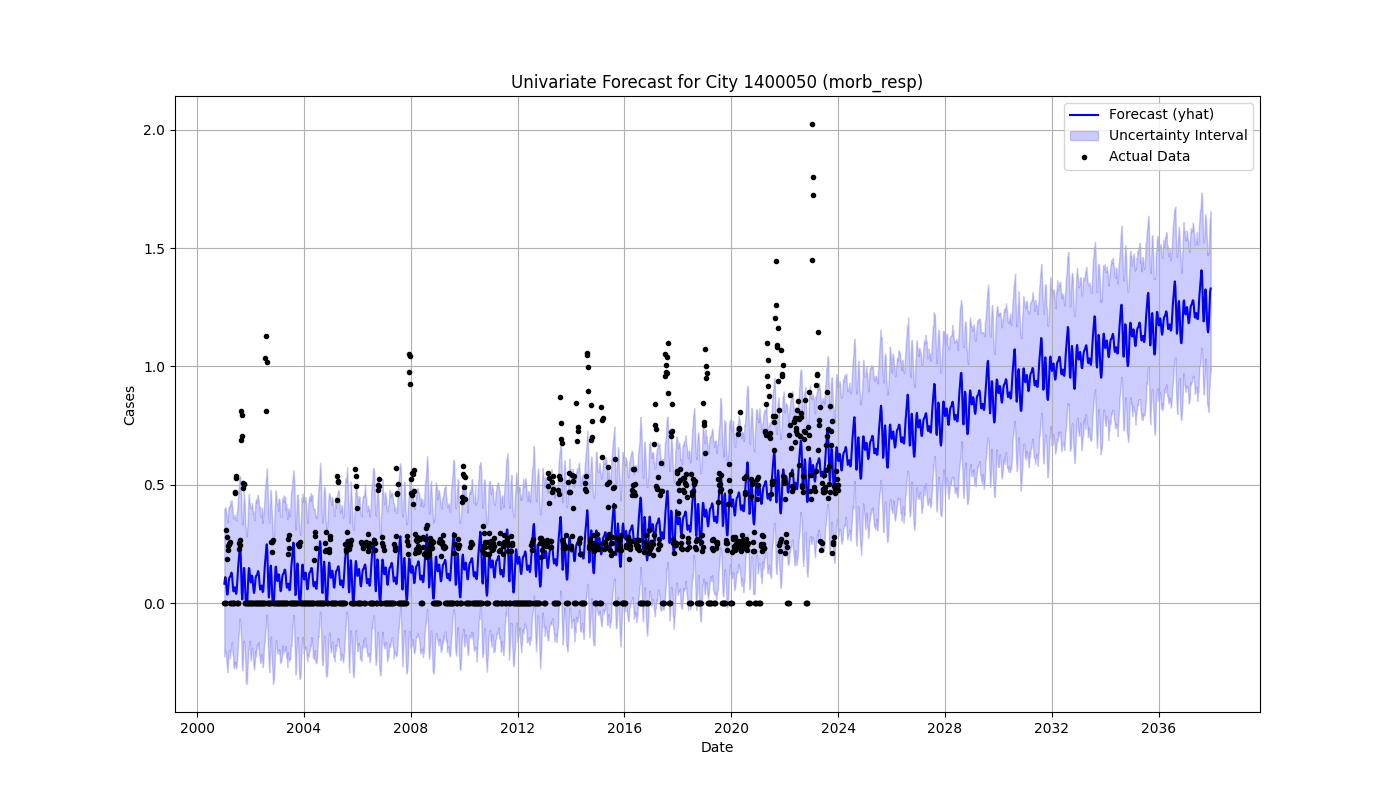 Univariate Forecast for City 1400050 (morb_resp)
Forecast (yhat)
Uncertainty Interval
Actual Data
Cases
2.0
1.5
1.0
0.5
0.0
2000 2004 2008 2012 2016 2020 2024 2028 2032 2036
Date